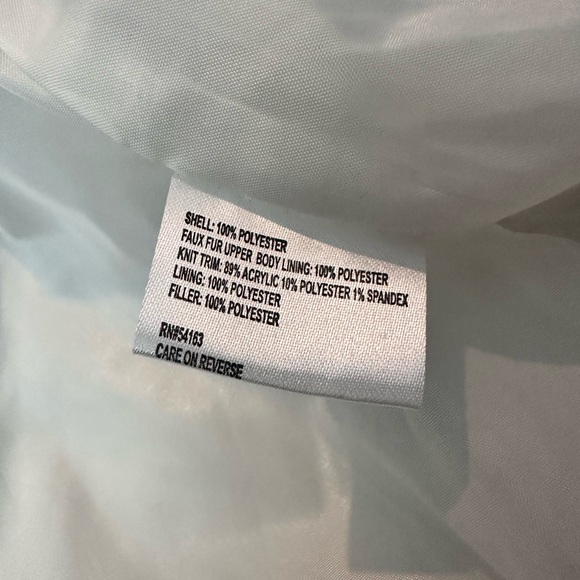 SHELL: 100% POLYESTER
FAUX FUR UPPER BODY LINING: 100% POLYESTER
KNIT TRIM: 89% ACRYLIC 10% POLYESTER 1% SPANDEX
LINING: 100% POLYESTER
FILLER: 100% POLYESTER
RN#54163
CARE ON REVERSE